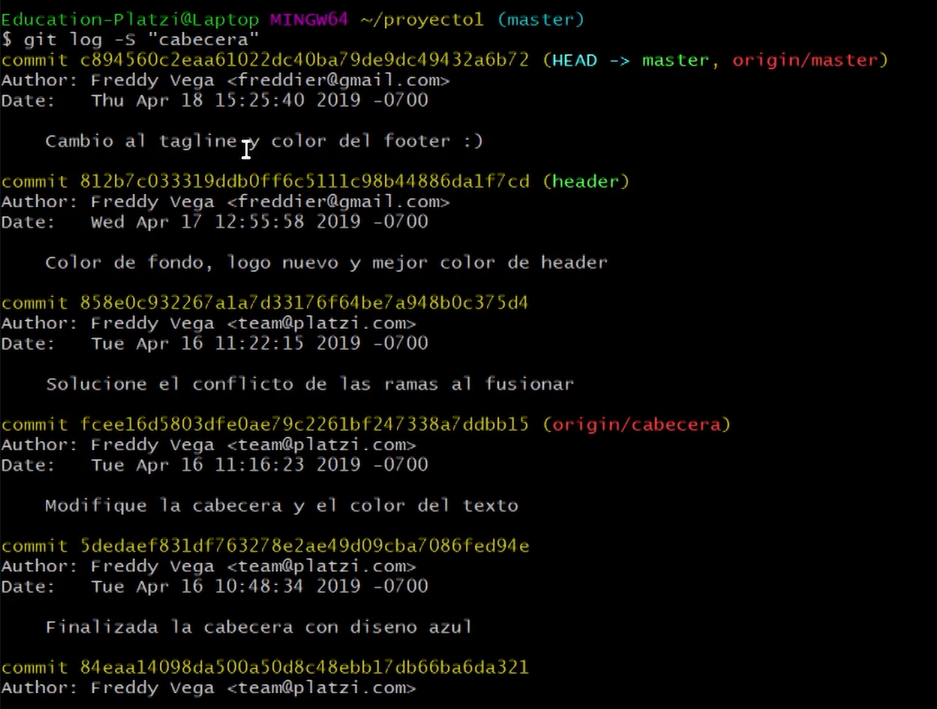 Education-Platzi@Laptop MINGW64 ~/proyecto1 (master)
$ git log -S "cabecera"
commit c894560c2eaa61022dc40ba79de9dc49432a6b72 (HEAD -> master, origin/master)
Author: Freddy Vega <freddier@gmail.com>
Date:   Thu Apr 18 15:25:40 2019 -0700
    Cambio al tagline y color del footer :)
commit 812b7c033319ddb0ff6c5111c98b44886da1f7cd (header)
Author: Freddy Vega <freddier@gmail.com>
Date:   Wed Apr 17 12:55:58 2019 -0700
    Color de fondo, logo nuevo y mejor color de header
commit 858e0c932267a1a7d33176f64be7a948b0c375d4
Author: Freddy Vega <team@platzi.com>
Date:   Tue Apr 16 11:22:15 2019 -0700
    Solucione el conflicto de las ramas al fusionar
commit fcee16d5803dfe0ae79c2261bf247338a7ddbb15 (origin/cabecera)
Author: Freddy Vega <team@platzi.com>
Date:   Tue Apr 16 11:16:23 2019 -0700
    Modifique la cabecera y el color del texto
commit 5dedaef831df763278e2ae49d09cba7086fed94e
Author: Freddy Vega <team@platzi.com>
Date:   Tue Apr 16 10:48:34 2019 -0700
    Finalizada la cabecera con diseno azul
commit 84eaa14098da500a50d8c48ebb17db66ba6da321
Author: Freddy Vega <team@platzi.com>